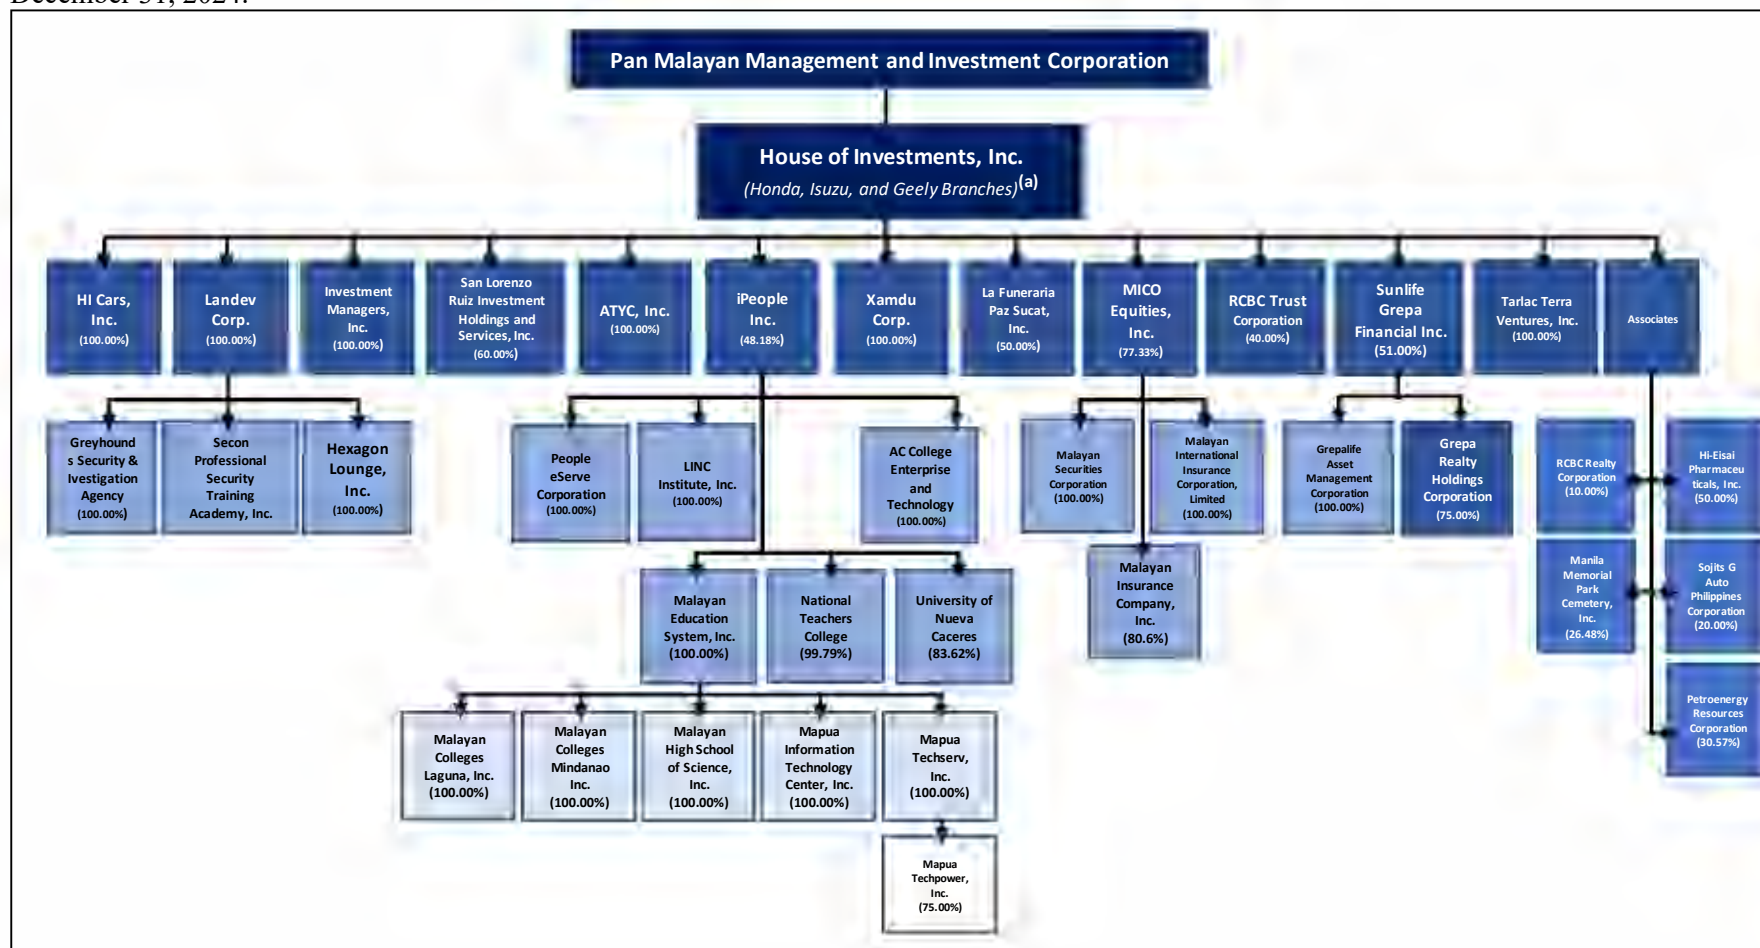 December 31, 2024.
Pan Malayan Management and Investment Corporation
House of Investments, Inc.
(Honda, Isuzu, and Geely Branches)(a)
HI Cars,
Inc.
(100.00%)
Landev
Corp.
(100.00%)
Investment
Managers,
Inc.
(100.00%)
San Lorenzo
Ruiz Investment
Holdings and
Services, Inc.
(60.00%)
ATYC, Inc.
(100.00%)
iPeople
Inc.
(48.18%)
Xamdu
Corp.
(100.00%)
La Funeraria
Paz Sucat,
Inc.
(50.00%)
MICO
Equities,
Inc.
(77.33%)
RCBC Trust
Corporation
(40.00%)
Sunlife
Grepa
Financial Inc.
(51.00%)
Tarlac Terra
Ventures, Inc.
(100.00%)
Associates
Greyhound
s Security &
Ivestigation
Agency
(100.00%)
Secon
Professional
Security
Training
Academy, Inc.
Hexagon
Lounge,
Inc.
(100.00%)
People
eServe
Corporation
(100.00%)
LINC
Institute, Inc.
(100.00%)
AC College
Enterprise
and
Technology
(100.00%)
Malayan
Securities
Corporation
(100.00%)
Malayan
International
Insurance
Corporation,
Limited
(100.00%)
Grepalife
Asset
Management
Corporation
(100.00%)
Grepa
Realty
Holdings
Corporation
(75.00%)
RCBC Realty
Corporation
(10.00%)
Hi-Eisai
Pharmaceu
ticals, Inc.
(50.00%)
Malayan
Education
System, Inc.
(100.00%)
National
Teachers
College
(99.79%)
University of
Nueva
Caceres
(83.62%)
Malayan
Insurance
Company,
Inc.
(80.6%)
Manila
Memorial
Park
Cemetery,
Inc.
(26.48%)
Sojits G
Auto
Philippines
Corporation
(20.00%)
Petroenergy
Resources
Corporation
(30.57%)
Malayan
Colleges
Laguna, Inc.
(100.00%)
Malayan
Colleges
Mindanao
Inc.
(100.00%)
Malayan
High School
of Science,
Inc.
(100.00%)
Mapua
Information
Technology
Center, Inc.
(100.00%)
Mapua
Techserv,
Inc.
(100.00%)
Mapua
Techpower,
Inc.
(75.00%)